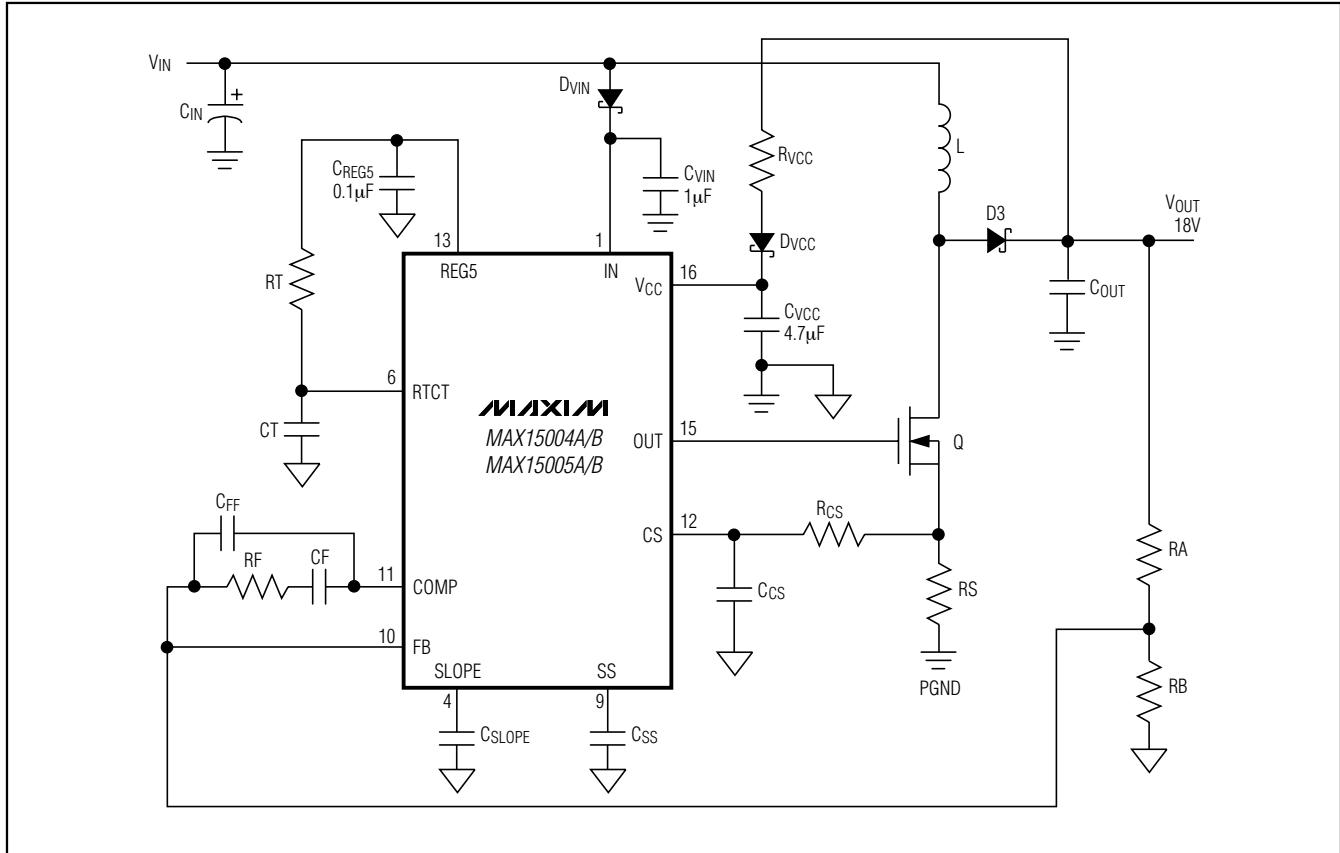 VIN
CIN
+
DVIN
CREG5
0.1µF
CVIN
1µF
RVCC
DVCC
L
D3
VOUT
18V
COUT
13
REG5
1
IN
16
VCC
CVCC
4.7µF
RT
6
RTCT
CT
MAXIM
MAX15004A/B
MAX15005A/B
OUT
15
Q
CFF
RF
CF
11
COMP
10
FB
12
CS
RCS
CCS
RS
PGND
RA
RB
SLOPE
4
CSLOPE
SS
9
CSS